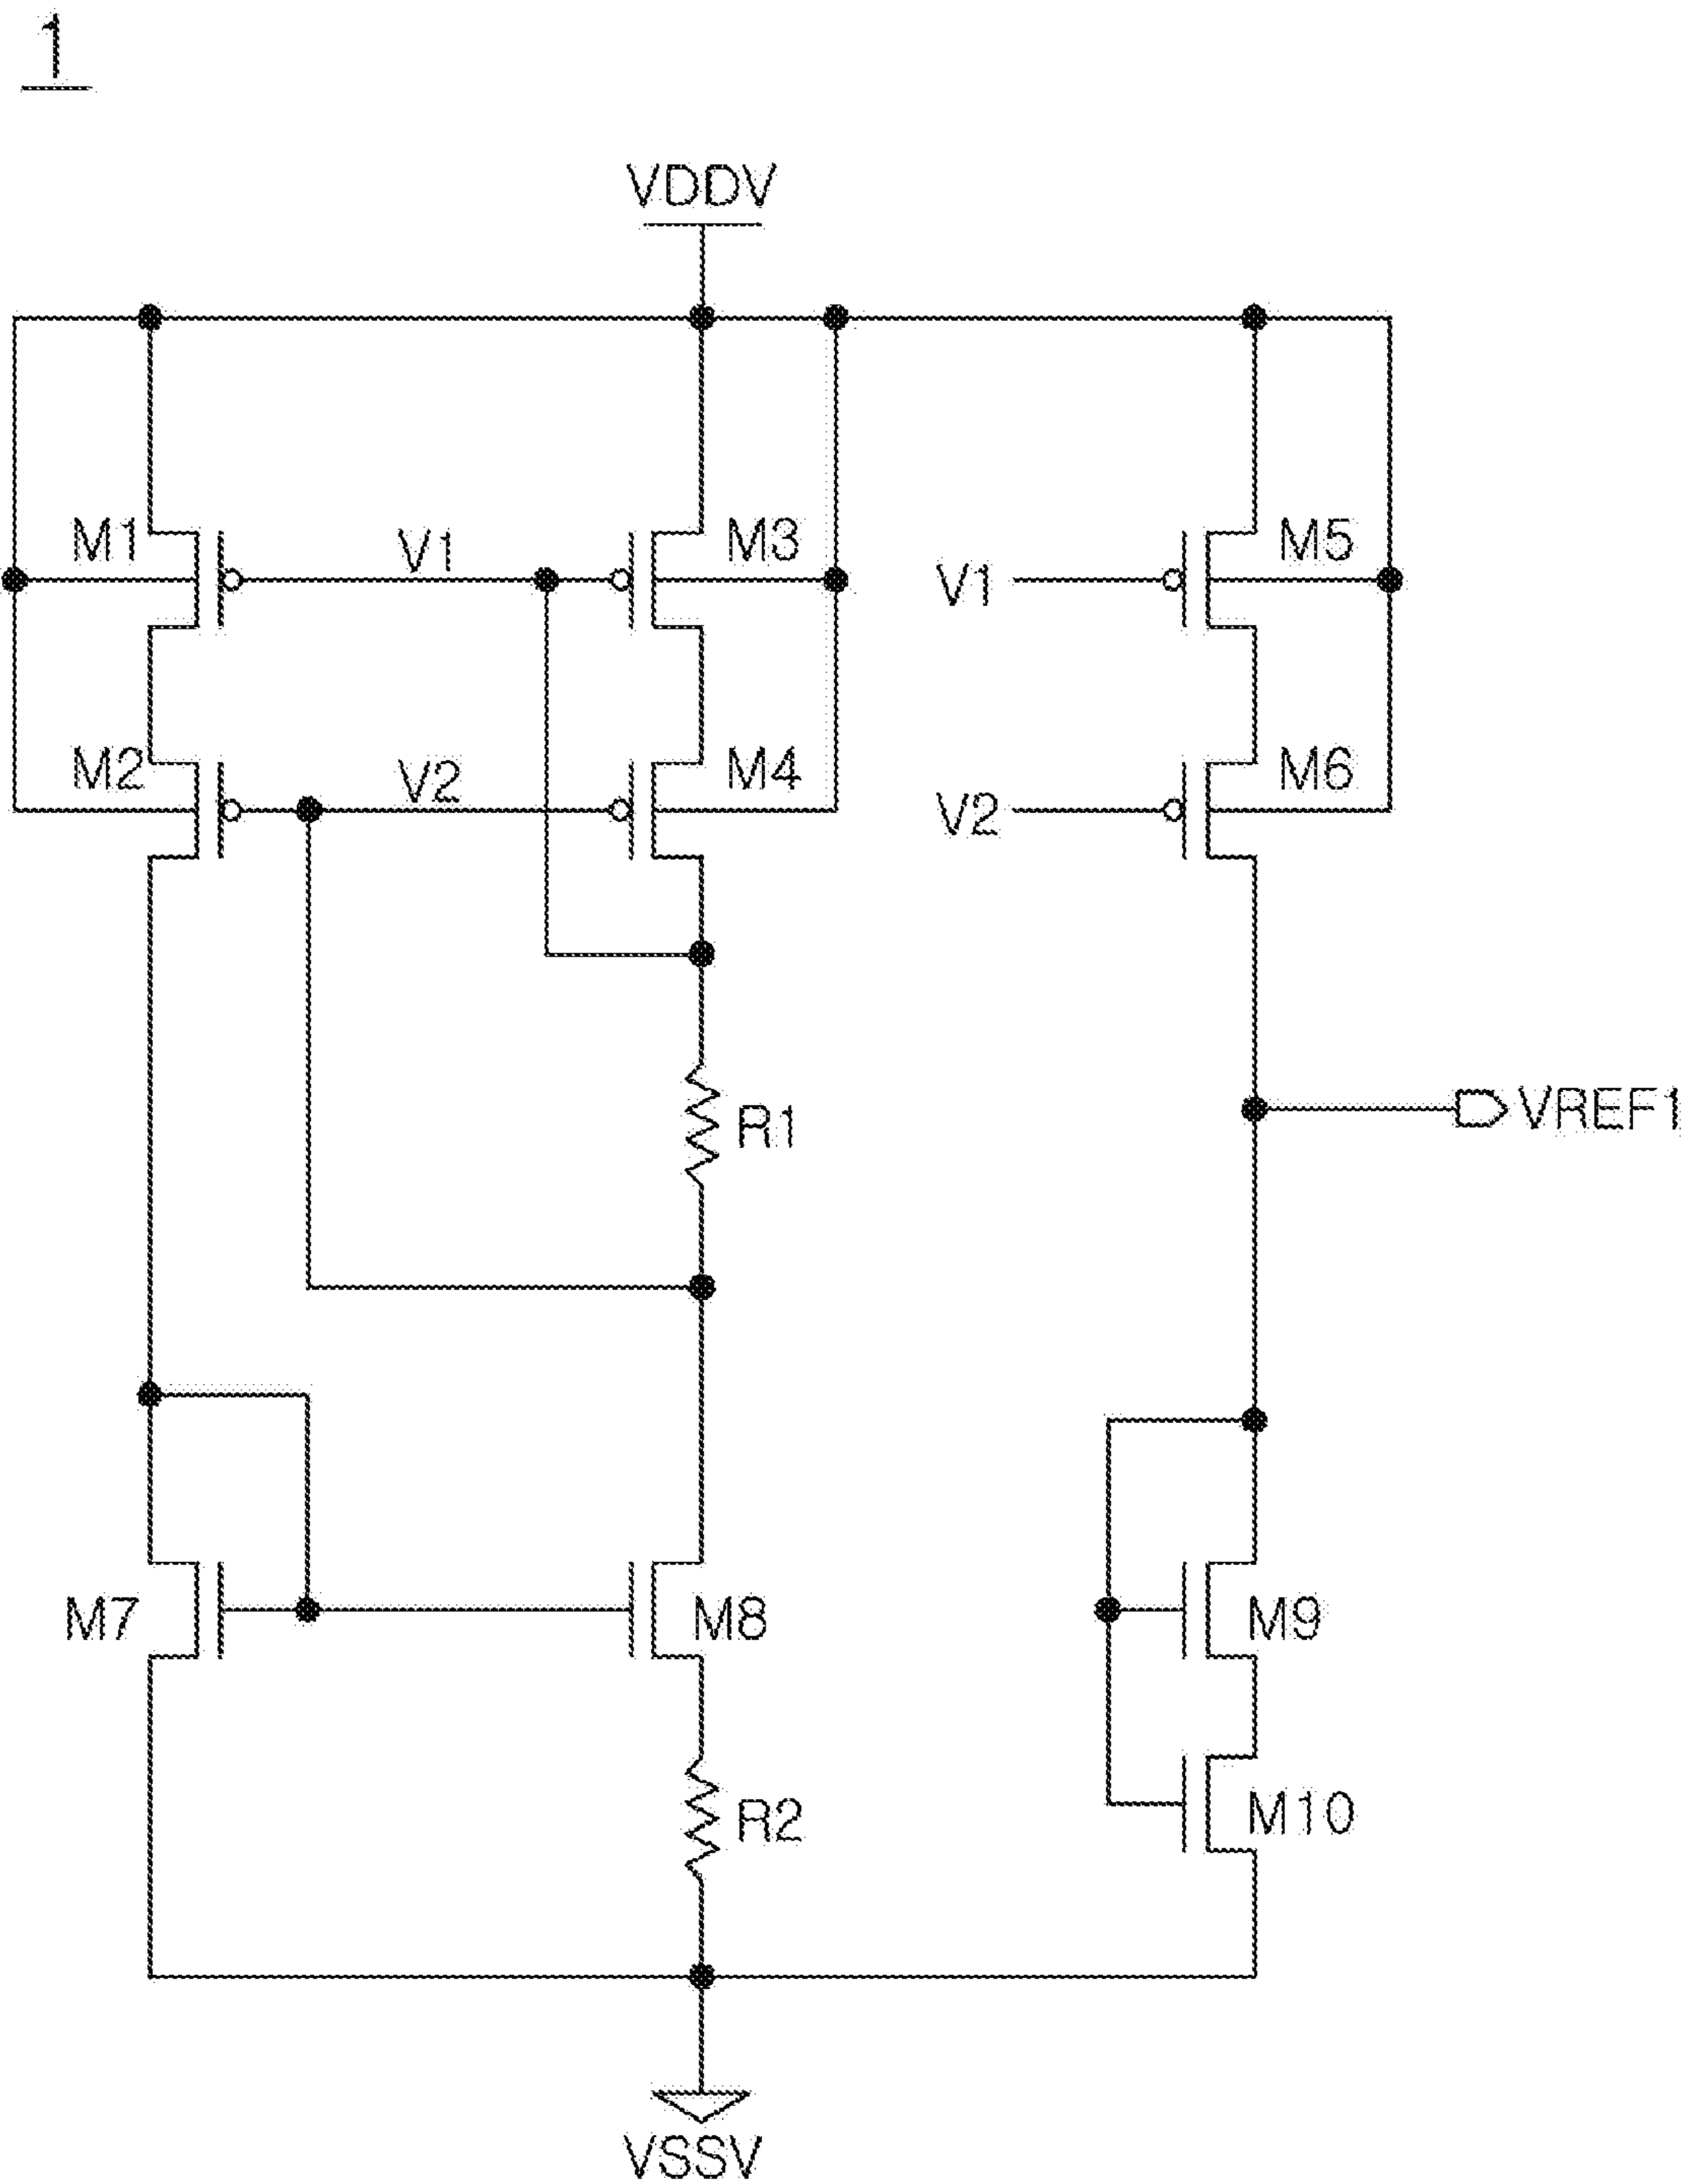 1
VDDV
M1 V1 M3 V1 M5
M2 V2 M4 V2 M6
R1 VREF1
M7 M8 M9
R2 M10
VSSV